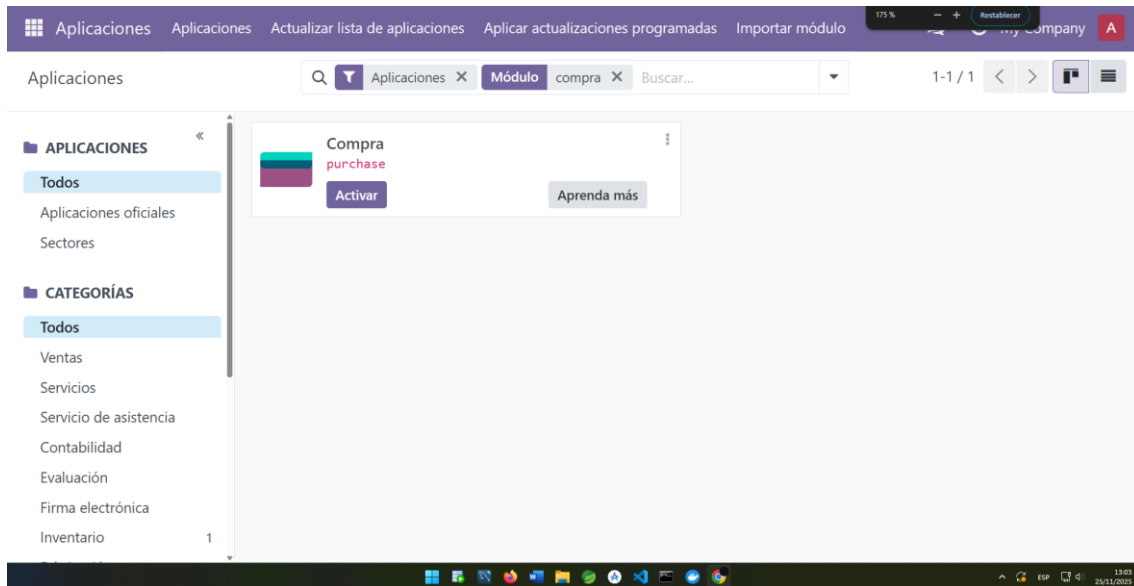 Aplicaciones Aplicaciones Actualizar lista de aplicaciones Aplicar actualizaciones programadas Importar módulo My Company A
175 % − + Restablecer
Aplicaciones Aplicaciones × Módulo compra × Buscar... 1-1 / 1
APLICACIONES
Todos
Aplicaciones oficiales
Sectores
CATEGORÍAS
Todos
Ventas
Servicios
Servicio de asistencia
Contabilidad
Evaluación
Firma electrónica
Inventario 1
Compra
purchase
Activar Aprenda más
ESP 13:03
25/11/2025